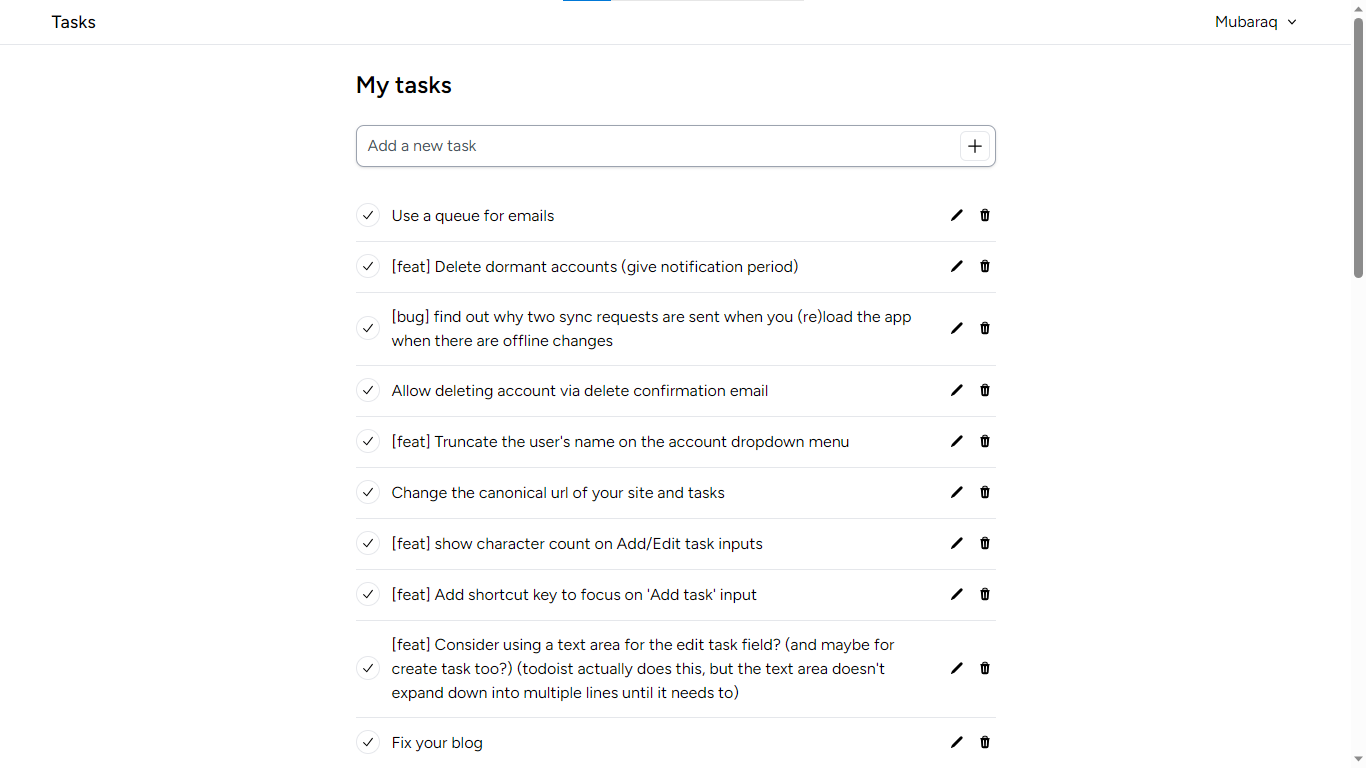 Tasks
Mubaraq
My tasks
Add a new task
Use a queue for emails
[feat] Delete dormant accounts (give notification period)
[bug] find out why two sync requests are sent when you (re)load the app
when there are offline changes
Allow deleting account via delete confirmation email
[feat] Truncate the user's name on the account dropdown menu
Change the canonical url of your site and tasks
[feat] show character count on Add/Edit task inputs
[feat] Add shortcut key to focus on 'Add task' input
[feat] Consider using a text area for the edit task field? (and maybe for
create task too?) (todoist actually does this, but the text area doesn't
expand down into multiple lines until it needs to)
Fix your blog